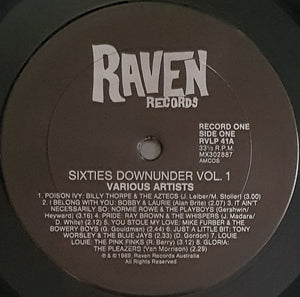 RAVEN
RECORDS
RECORD ONE
SIDE ONE
RVLP 41A
33⅓ R.P.M.
MX302887
AMCOS
SIXTIES DOWNUNDER VOL. 1
VARIOUS ARTISTS
1. POISON IVY: BILLY THORPE & THE AZTECS (J. Leiber/M. Stoller) (3.00)
2. I BELONG WITH YOU: BOBBY & LAURIE (Alan Brite) (2.31) 3. IT AIN'T
NECESSARILY SO: NORMIE ROWE & THE PLAYBOYS (Gershwin/
Heyward) (3.18) 4. PRIDE: RAY BROWN & THE WHISPERS (J. Madara/
D. White) (2.16) 5. YOU STOLE MY LOVE: MIKE FURBER & THE
BOWERY BOYS (G. Gouldman) (2.44) 6. JUST A LITTLE BIT: TONY
WORSLEY & THE BLUE JAYS (2.33) (D. Gordon) 7. LOUIE
LOUIE: THE PINK FINKS (R. Berry) (3.12) 8. GLORIA:
THE PLEAZERS (Van Morrison) (2.29)
℗ & © 1989, Raven Records Australia